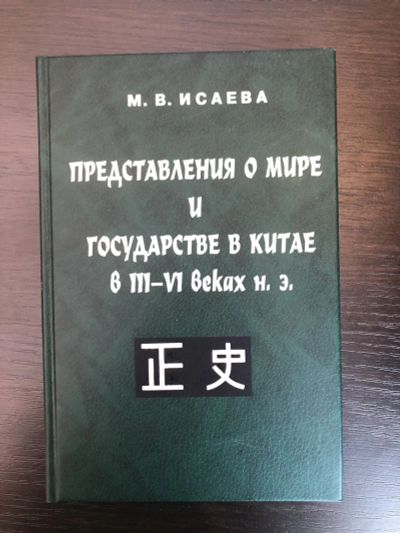 М. В. ИСАЕВА
ПРЕДСТАВЛЕНИЯ О МИРЕ
И
ГОСУДАРСТВЕ В КИТАЕ
в III–VI веках н. э.
正史